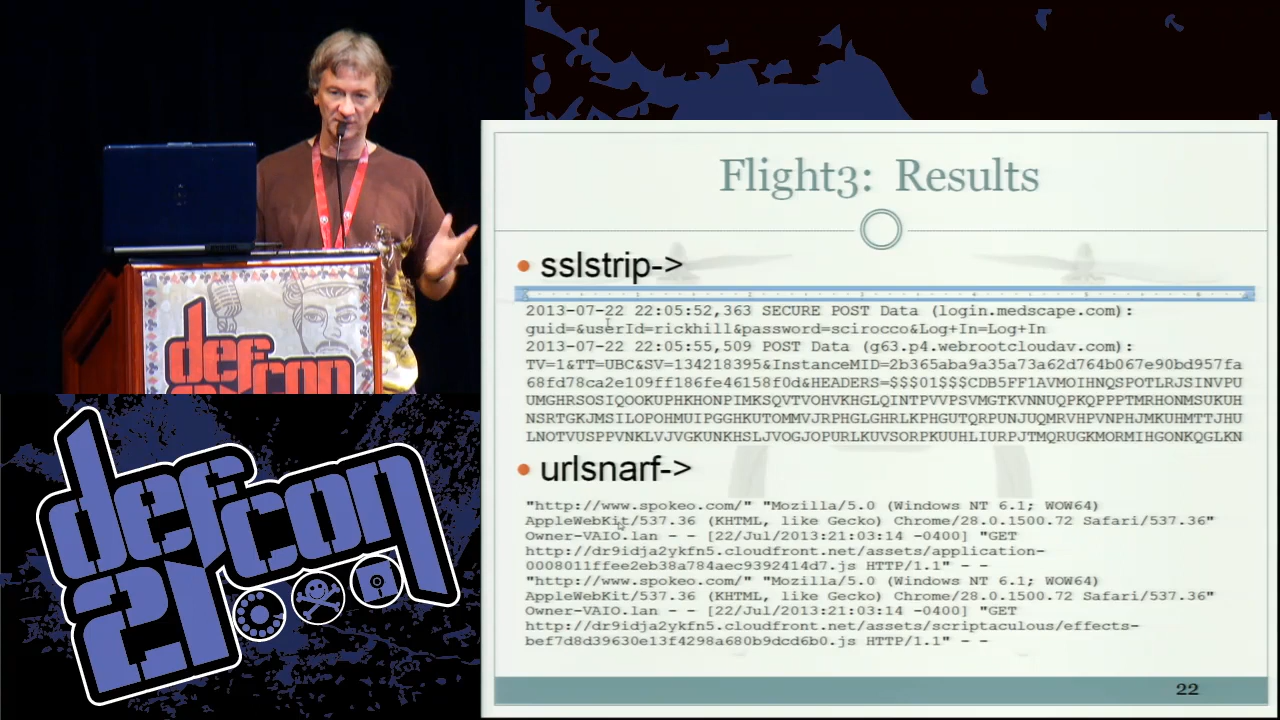 defcon
defcon
21
Flight3: Results
sslstrip->
2013-07-22 22:05:52,363 SECURE POST Data (login.medscape.com):
guid=&userId=rickhill&password=scirocco&Log+In=Log+In
2013-07-22 22:05:55,509 POST Data (g63.p4.webrootcloudav.com):
TV=1&TT=UBC&SV=134218395&InstanceMID=2b365aba9a35a73a62d764b067e90bd957fa
68fd78ca2e109ff186fe46158f0d&HEADERS=$$$01$$$CDB5FF1AVMOIHNQSPOTLRJSINVPU
UMGHRSOSIQOOKUPHKHONPIMKSQVTVOHVKHGLQINTPVVPSVMGTKVNNUQPKQPPPTMRHONMSUKUH
NSRTGKJMSILOPOHMUIPGGHKUTOMMVJRPHGLGHRLKPHGUTQRPUNJUQMRVHPVNPHJMKUHMTTJHU
LNOTVUSPPVNKLVJVGKUNKHSLJVOGJOPURLKUVSORPKUUHLIURPJTMQRUGKMORMIHGONKQGLKN
urlsnarf->
"http://www.spokeo.com/" "Mozilla/5.0 (Windows NT 6.1; WOW64)
AppleWebKit/537.36 (KHTML, like Gecko) Chrome/28.0.1500.72 Safari/537.36"
Owner-VAIO.lan - - [22/Jul/2013:21:03:14 -0400] "GET
http://dr9idja2ykfn5.cloudfront.net/assets/application-
0008011ffee2eb38a784aec9392414d7.js HTTP/1.1" - -
"http://www.spokeo.com/" "Mozilla/5.0 (Windows NT 6.1; WOW64)
AppleWebKit/537.36 (KHTML, like Gecko) Chrome/28.0.1500.72 Safari/537.36"
Owner-VAIO.lan - - [22/Jul/2013:21:03:14 -0400] "GET
http://dr9idja2ykfn5.cloudfront.net/assets/scriptaculous/effects-
bef7d8d39630e13f4298a680b9dcd6b0.js HTTP/1.1" - -
22